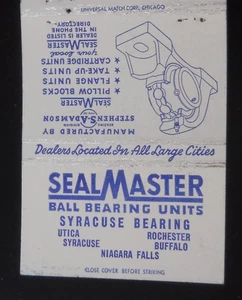 SEALMASTER
BALL BEARING UNITS
SYRACUSE BEARING
UTICA ROCHESTER
SYRACUSE BUFFALO
NIAGARA FALLS
CLOSE COVER BEFORE STRIKING
Dealers Located In All Large Cities
MANUFACTURED BY
STEPHENS-ADAMSON
★ PILLOW BLOCKS
★ FLANGE UNITS
★ TAKE-UP UNITS
★ CARTRIDGE UNITS
Your Local
SEALMASTER
DEALER LISTED
IN THE PHONE
DIRECTORY
UNIVERSAL MATCH CORP., CHICAGO